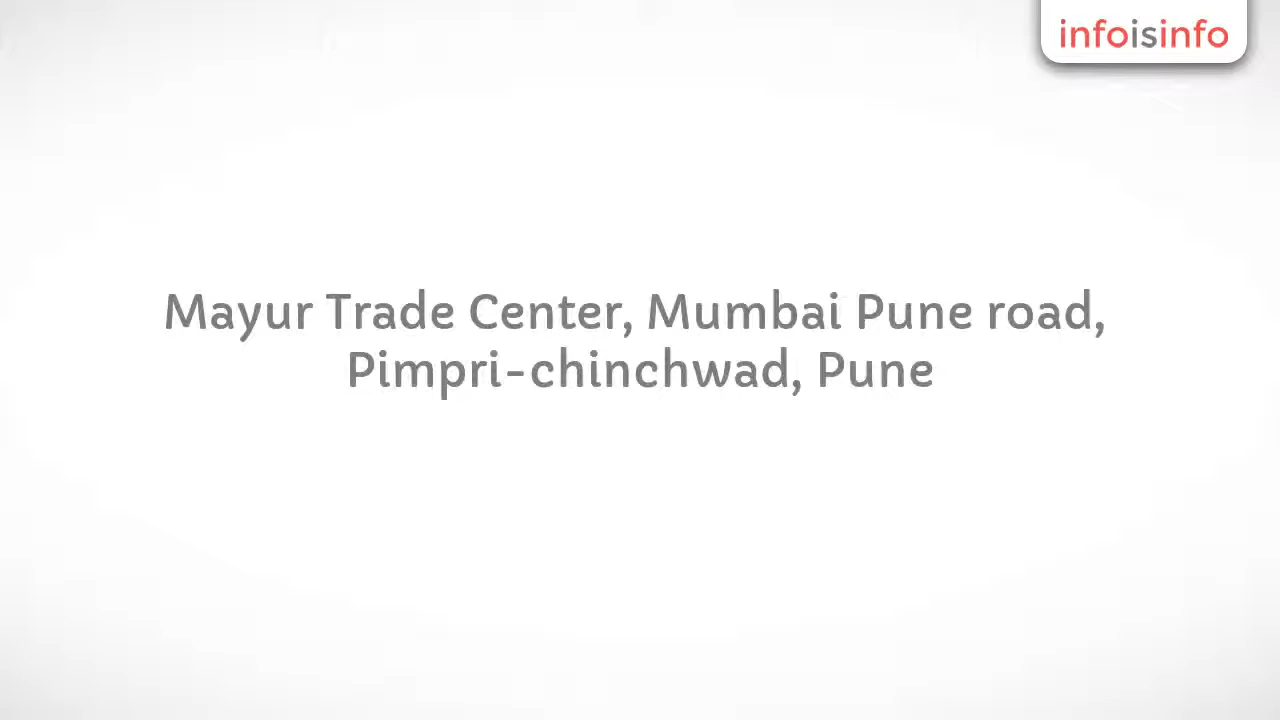 infoisinfo
Mayur Trade Center, Mumbai Pune road,
Pimpri-chinchwad, Pune